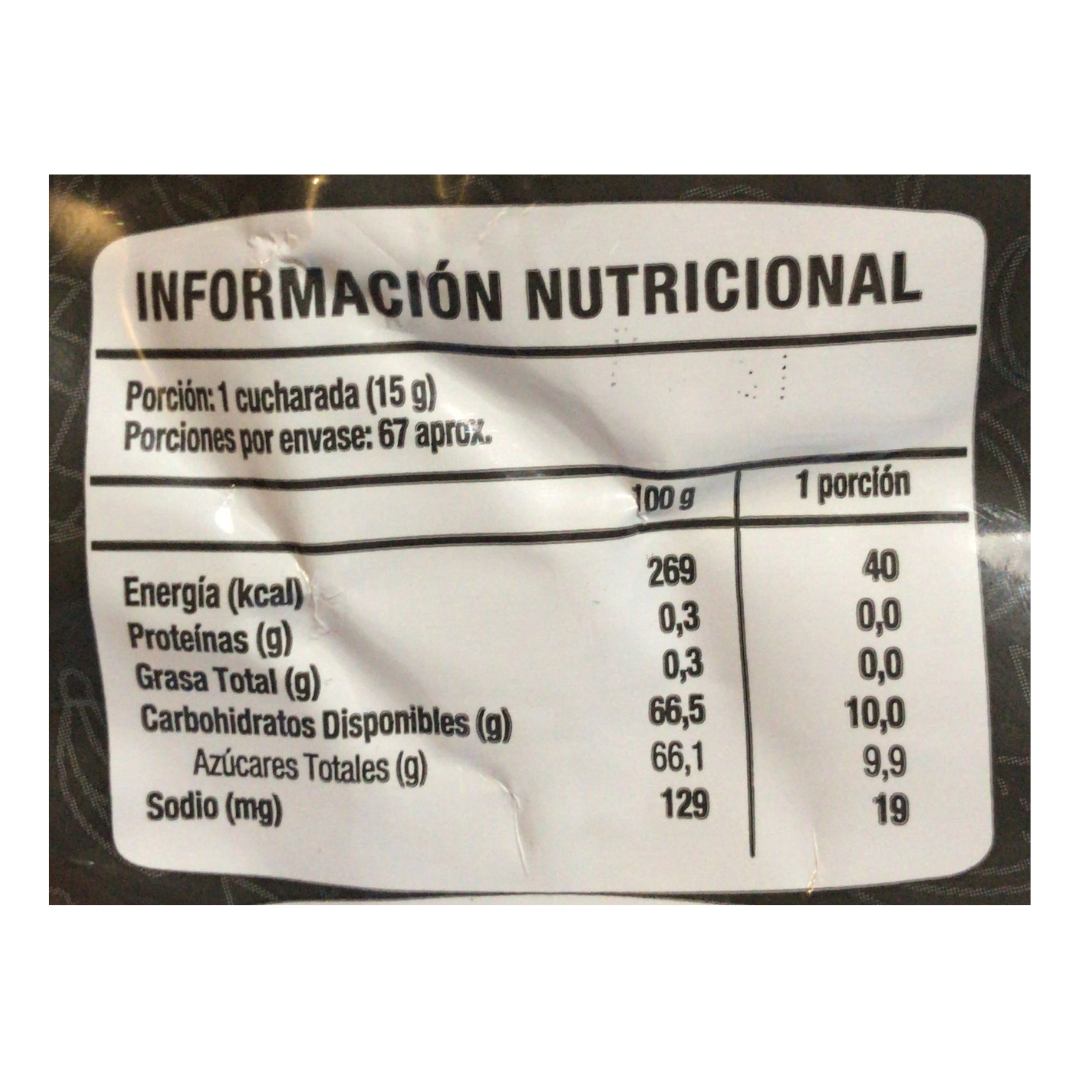 INFORMACIÓN NUTRICIONAL
Porción: 1 cucharada (15 g)
Porciones por envase: 67 aprox.
100 g 1 porción
Energía (kcal) 269 40
Proteínas (g) 0,3 0,0
Grasa Total (g) 0,3 0,0
Carbohidratos Disponibles (g) 66,5 10,0
Azúcares Totales (g) 66,1 9,9
Sodio (mg) 129 19